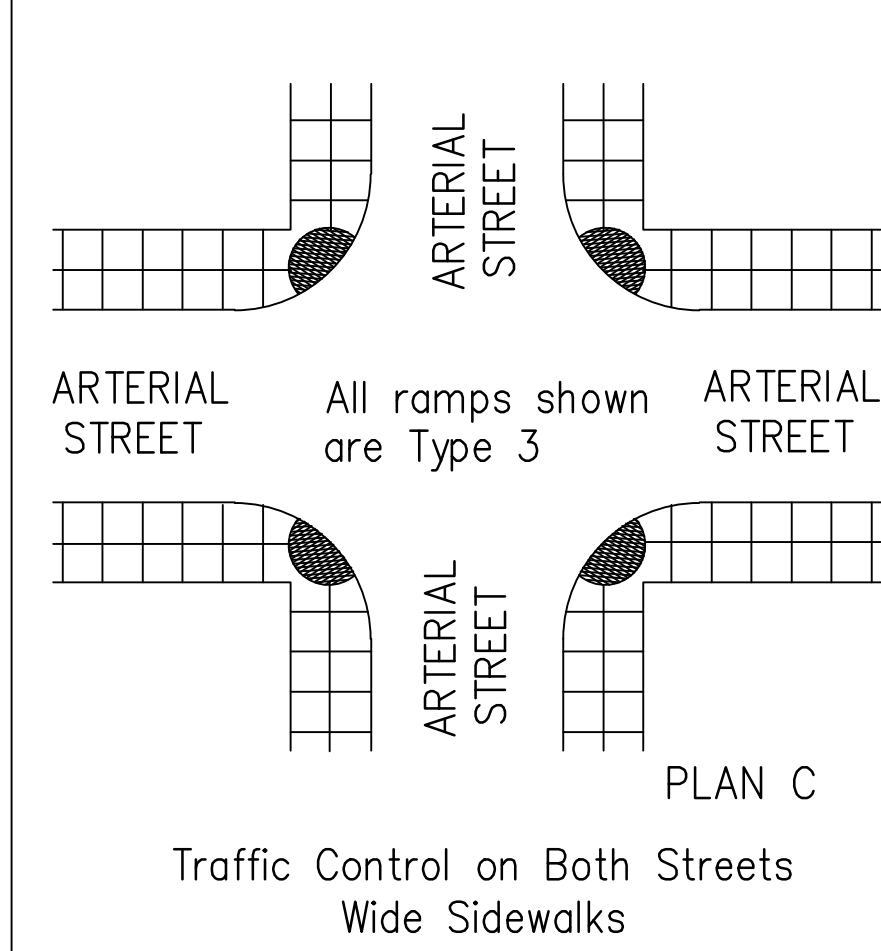 ARTERIAL
STREET
ARTERIAL
STREET
All ramps shown
are Type 3
ARTERIAL
STREET
ARTERIAL
STREET
PLAN C
Traffic Control on Both Streets
Wide Sidewalks